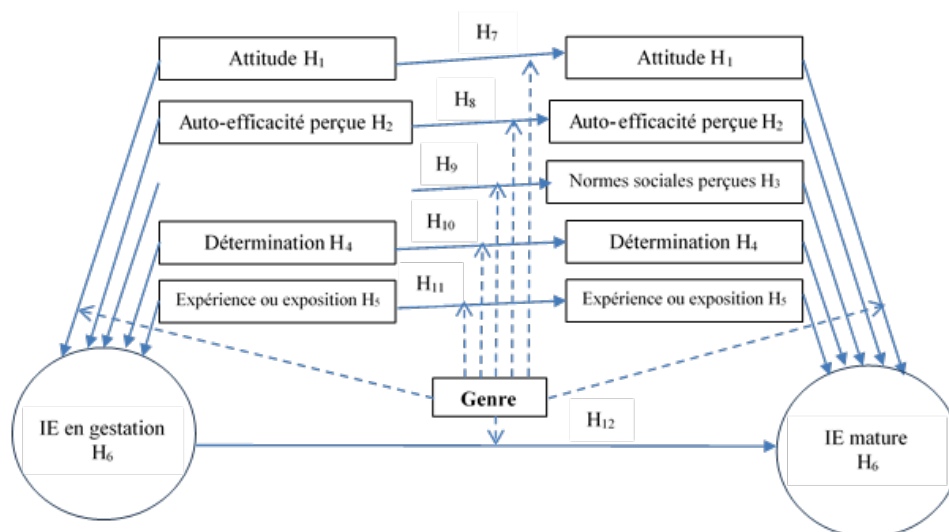 H₇
Attitude H₁
Attitude H₁
H₈
Auto-efficacité perçue H₂
Auto-efficacité perçue H₂
H₉
Normes sociales perçues H₃
H₁₀
Détermination H₄
Détermination H₄
H₁₁
Expérience ou exposition H₅
Expérience ou exposition H₅
Genre
H₁₂
IE en gestation
H₆
IE mature
H₆